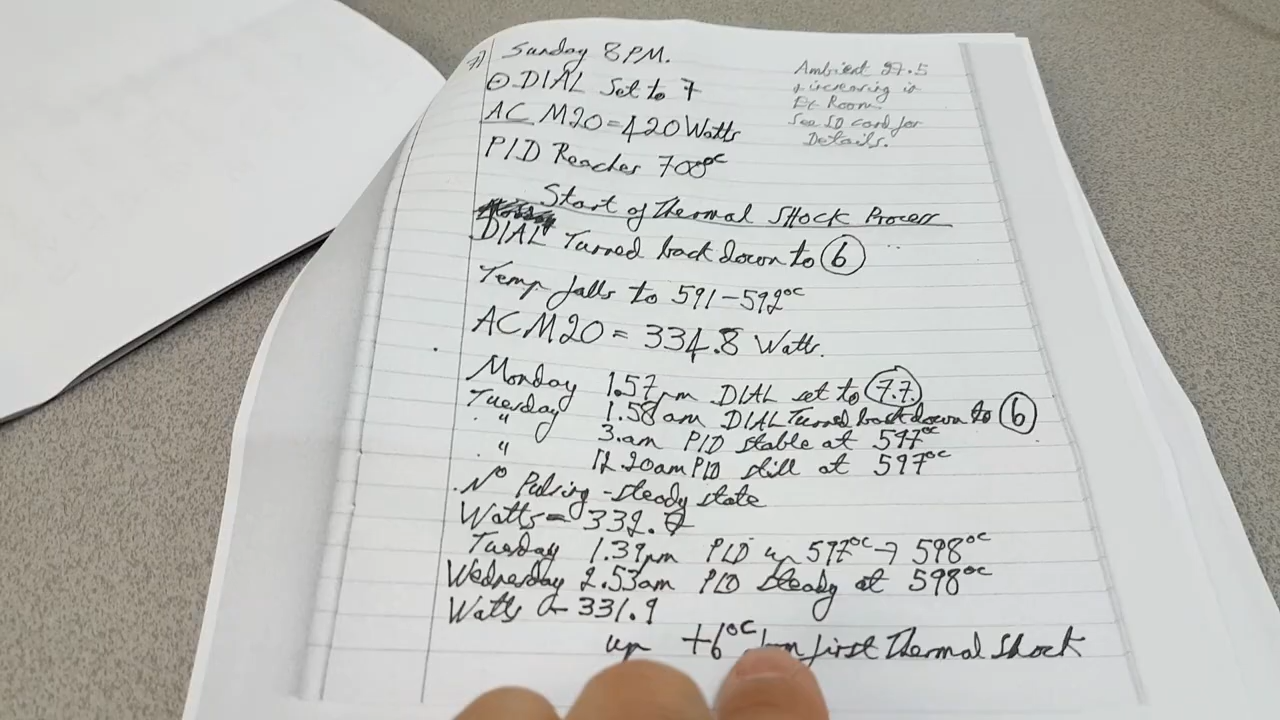 7)
Sunday 8PM.
DIAL Set to 7
AC M20 = 420 Watts
PID Reaches 700°C
Start of Thermal SHOCK Process
DIAL Turned back down to 6
Temp falls to 591-592°C
ACM20 = 334.8 Watts.
Monday 1.57pm DIAL set to 7.7.
Tuesday 1.58am DIAL Turned back down to 6
" 3.am PID stable at 597°C
" 12.20am PID still at 597°C
No Pulsing - steady state
Watts = 332.
Tuesday 1.39pm PID up 597°C → 598°C
Wednesday 2.53am PID steady at 598°C
Watts 331.9
up +6°C from first Thermal Shock
Ambient 27.5
+ increasing in
Et Room.
See SD card for
Details.